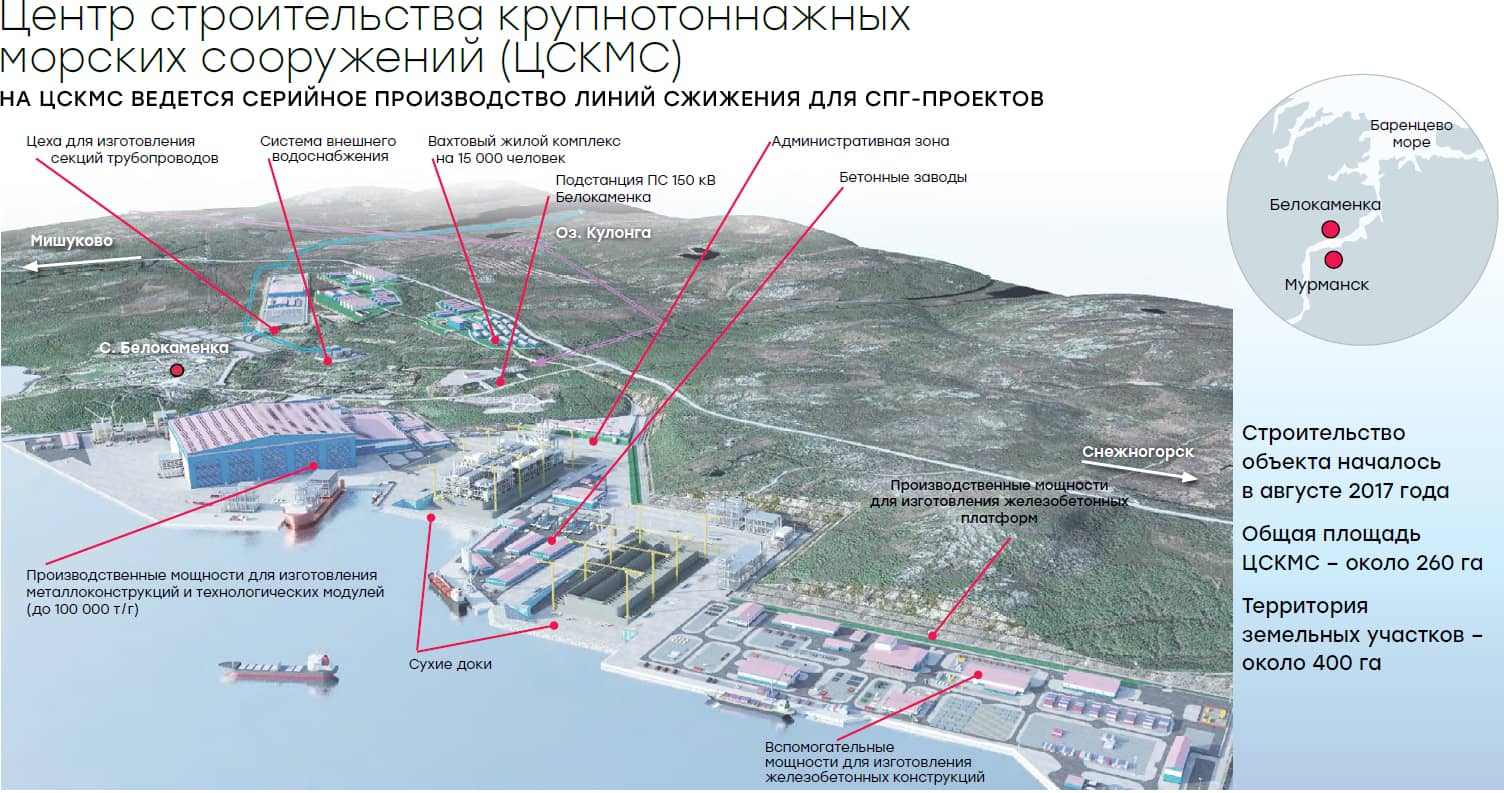 Центр строительства крупнотоннажных
морских сооружений (ЦСКМС)
НА ЦСКМС ВЕДЕТСЯ СЕРИЙНОЕ ПРОИЗВОДСТВО ЛИНИЙ СЖИЖЕНИЯ ДЛЯ СПГ-ПРОЕКТОВ
Цеха для изготовления
секций трубопроводов
Система внешнего
водоснабжения
Вахтовый жилой комплекс
на 15 000 человек
Подстанция ПС 150 кВ
Белокаменка
Административная зона
Бетонные заводы
Мишуково
Оз. Кулонга
С. Белокаменка
Снежногорск
Производственные мощности
для изготовления железобетонных
платформ
Производственные мощности для изготовления
металлоконструкций и технологических модулей
(до 100 000 т/г)
Сухие доки
Вспомогательные
мощности для изготовления
железобетонных конструкций
Баренцево
море
Белокаменка
Мурманск
Строительство
объекта началось
в августе 2017 года
Общая площадь
ЦСКМС – около 260 га
Территория
земельных участков –
около 400 га